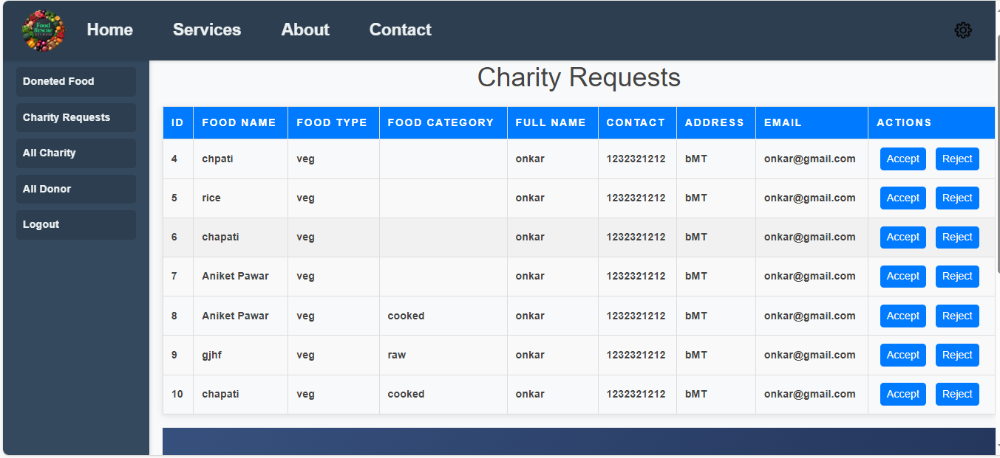 Food
Rescue
NETWORK
Home Services About Contact
Doneted Food
Charity Requests
All Charity
All Donor
Logout
Charity Requests
ID FOOD NAME FOOD TYPE FOOD CATEGORY FULL NAME CONTACT ADDRESS EMAIL ACTIONS
4 chpati veg onkar 1232321212 bMT onkar@gmail.com Accept Reject
5 rice veg onkar 1232321212 bMT onkar@gmail.com Accept Reject
6 chapati veg onkar 1232321212 bMT onkar@gmail.com Accept Reject
7 Aniket Pawar veg onkar 1232321212 bMT onkar@gmail.com Accept Reject
8 Aniket Pawar veg cooked onkar 1232321212 bMT onkar@gmail.com Accept Reject
9 gjhf veg raw onkar 1232321212 bMT onkar@gmail.com Accept Reject
10 chapati veg cooked onkar 1232321212 bMT onkar@gmail.com Accept Reject